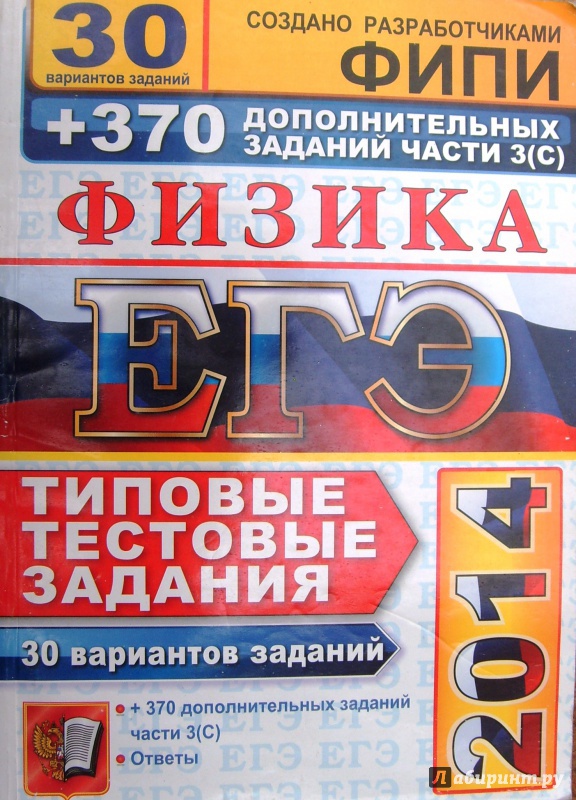 30
вариантов заданий
СОЗДАНО РАЗРАБОТЧИКАМИ
ФИПИ
+370 ДОПОЛНИТЕЛЬНЫХ
ЗАДАНИЙ ЧАСТИ 3(С)
ФИЗИКА
ЕГЭ
ТИПОВЫЕ
ТЕСТОВЫЕ
ЗАДАНИЯ
30 вариантов заданий
• + 370 дополнительных заданий
части 3(С)
• Ответы
2014
Лабиринт.ру